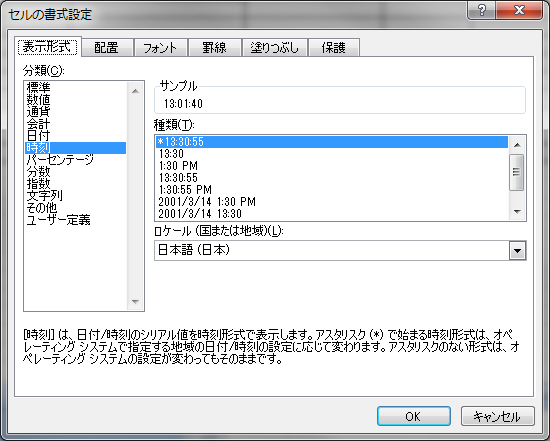 セルの書式設定
表示形式 配置 フォント 罫線 塗りつぶし 保護
分類(C):
標準
数値
通貨
会計
日付
時刻
パーセンテージ
分数
指数
文字列
その他
ユーザー定義
サンプル
13:01:40
種類(T):
*13:30:55
13:30
1:30 PM
13:30:55
1:30:55 PM
2001/3/14 1:30 PM
2001/3/14 13:30
ロケール (国または地域)(L):
日本語 (日本)
[時刻] は、日付/時刻のシリアル値を時刻形式で表示します。アスタリスク (*) で始まる時刻形式は、オペ
レーティング システムで指定する地域の日付/時刻の設定に応じて変わります。アスタリスクのない形式は、オ
ペレーティング システムの設定が変わってもそのままです。
OK キャンセル